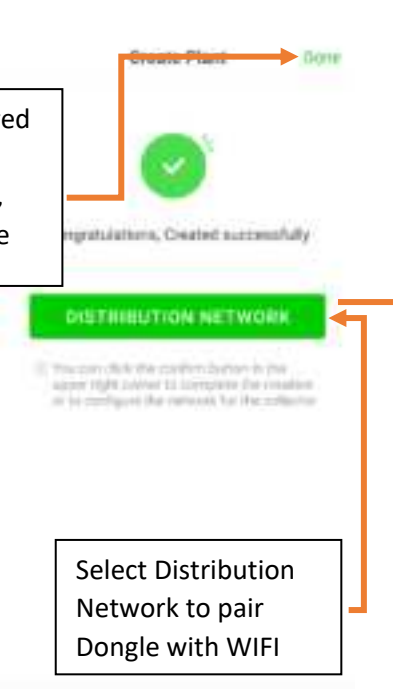 Create Plant Done
ed
,
e
ngratulations, Created successfully
DISTRIBUTION NETWORK
You can click the confirm button in the
upper right corner to complete the creation
or to configure the network for the collector
Select Distribution
Network to pair
Dongle with WIFI